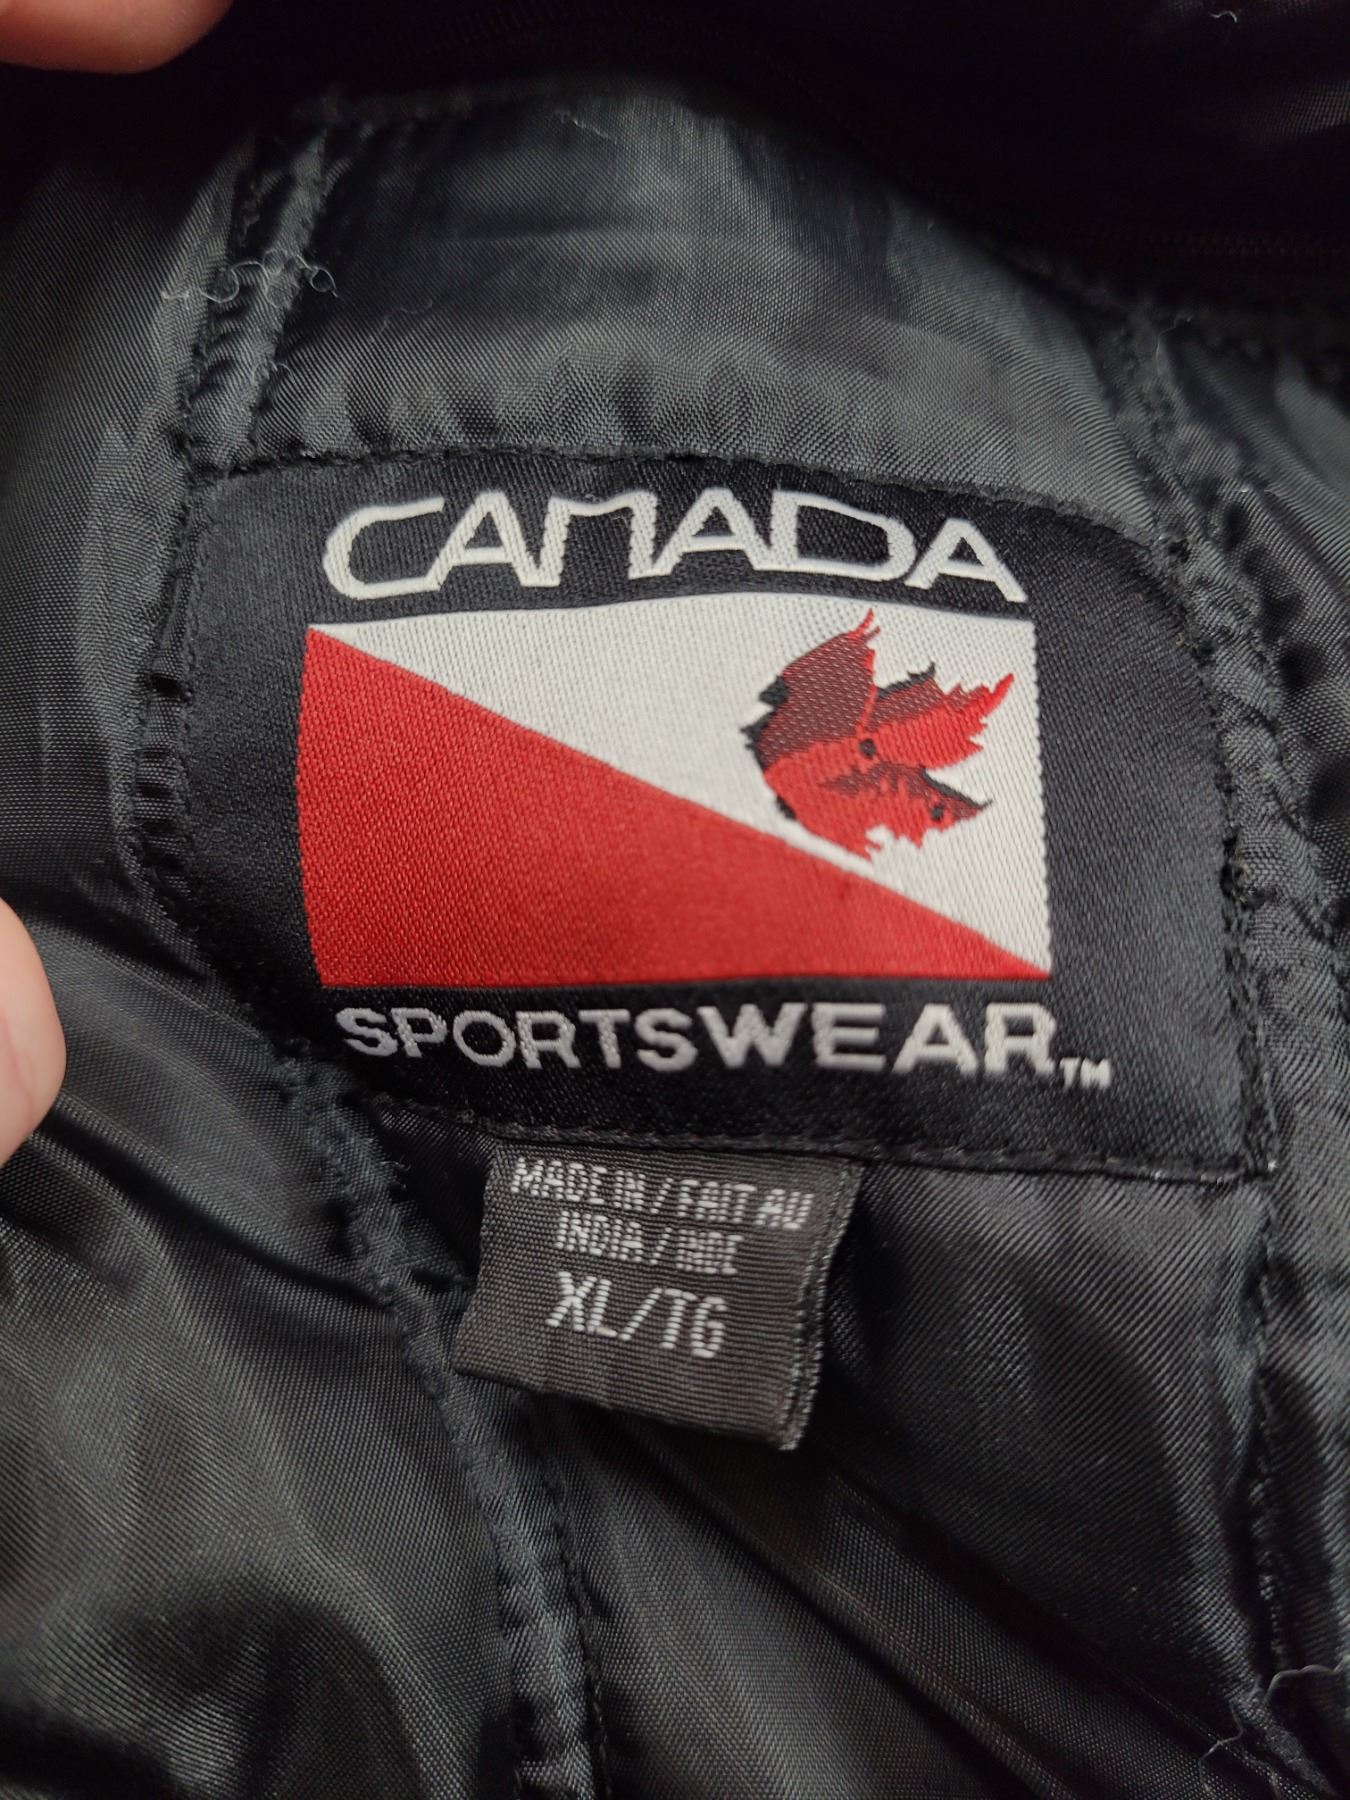 CANADA
SPORTSWEAR™
MADE IN / FAIT AU
INDIA / INDE
XL/TG